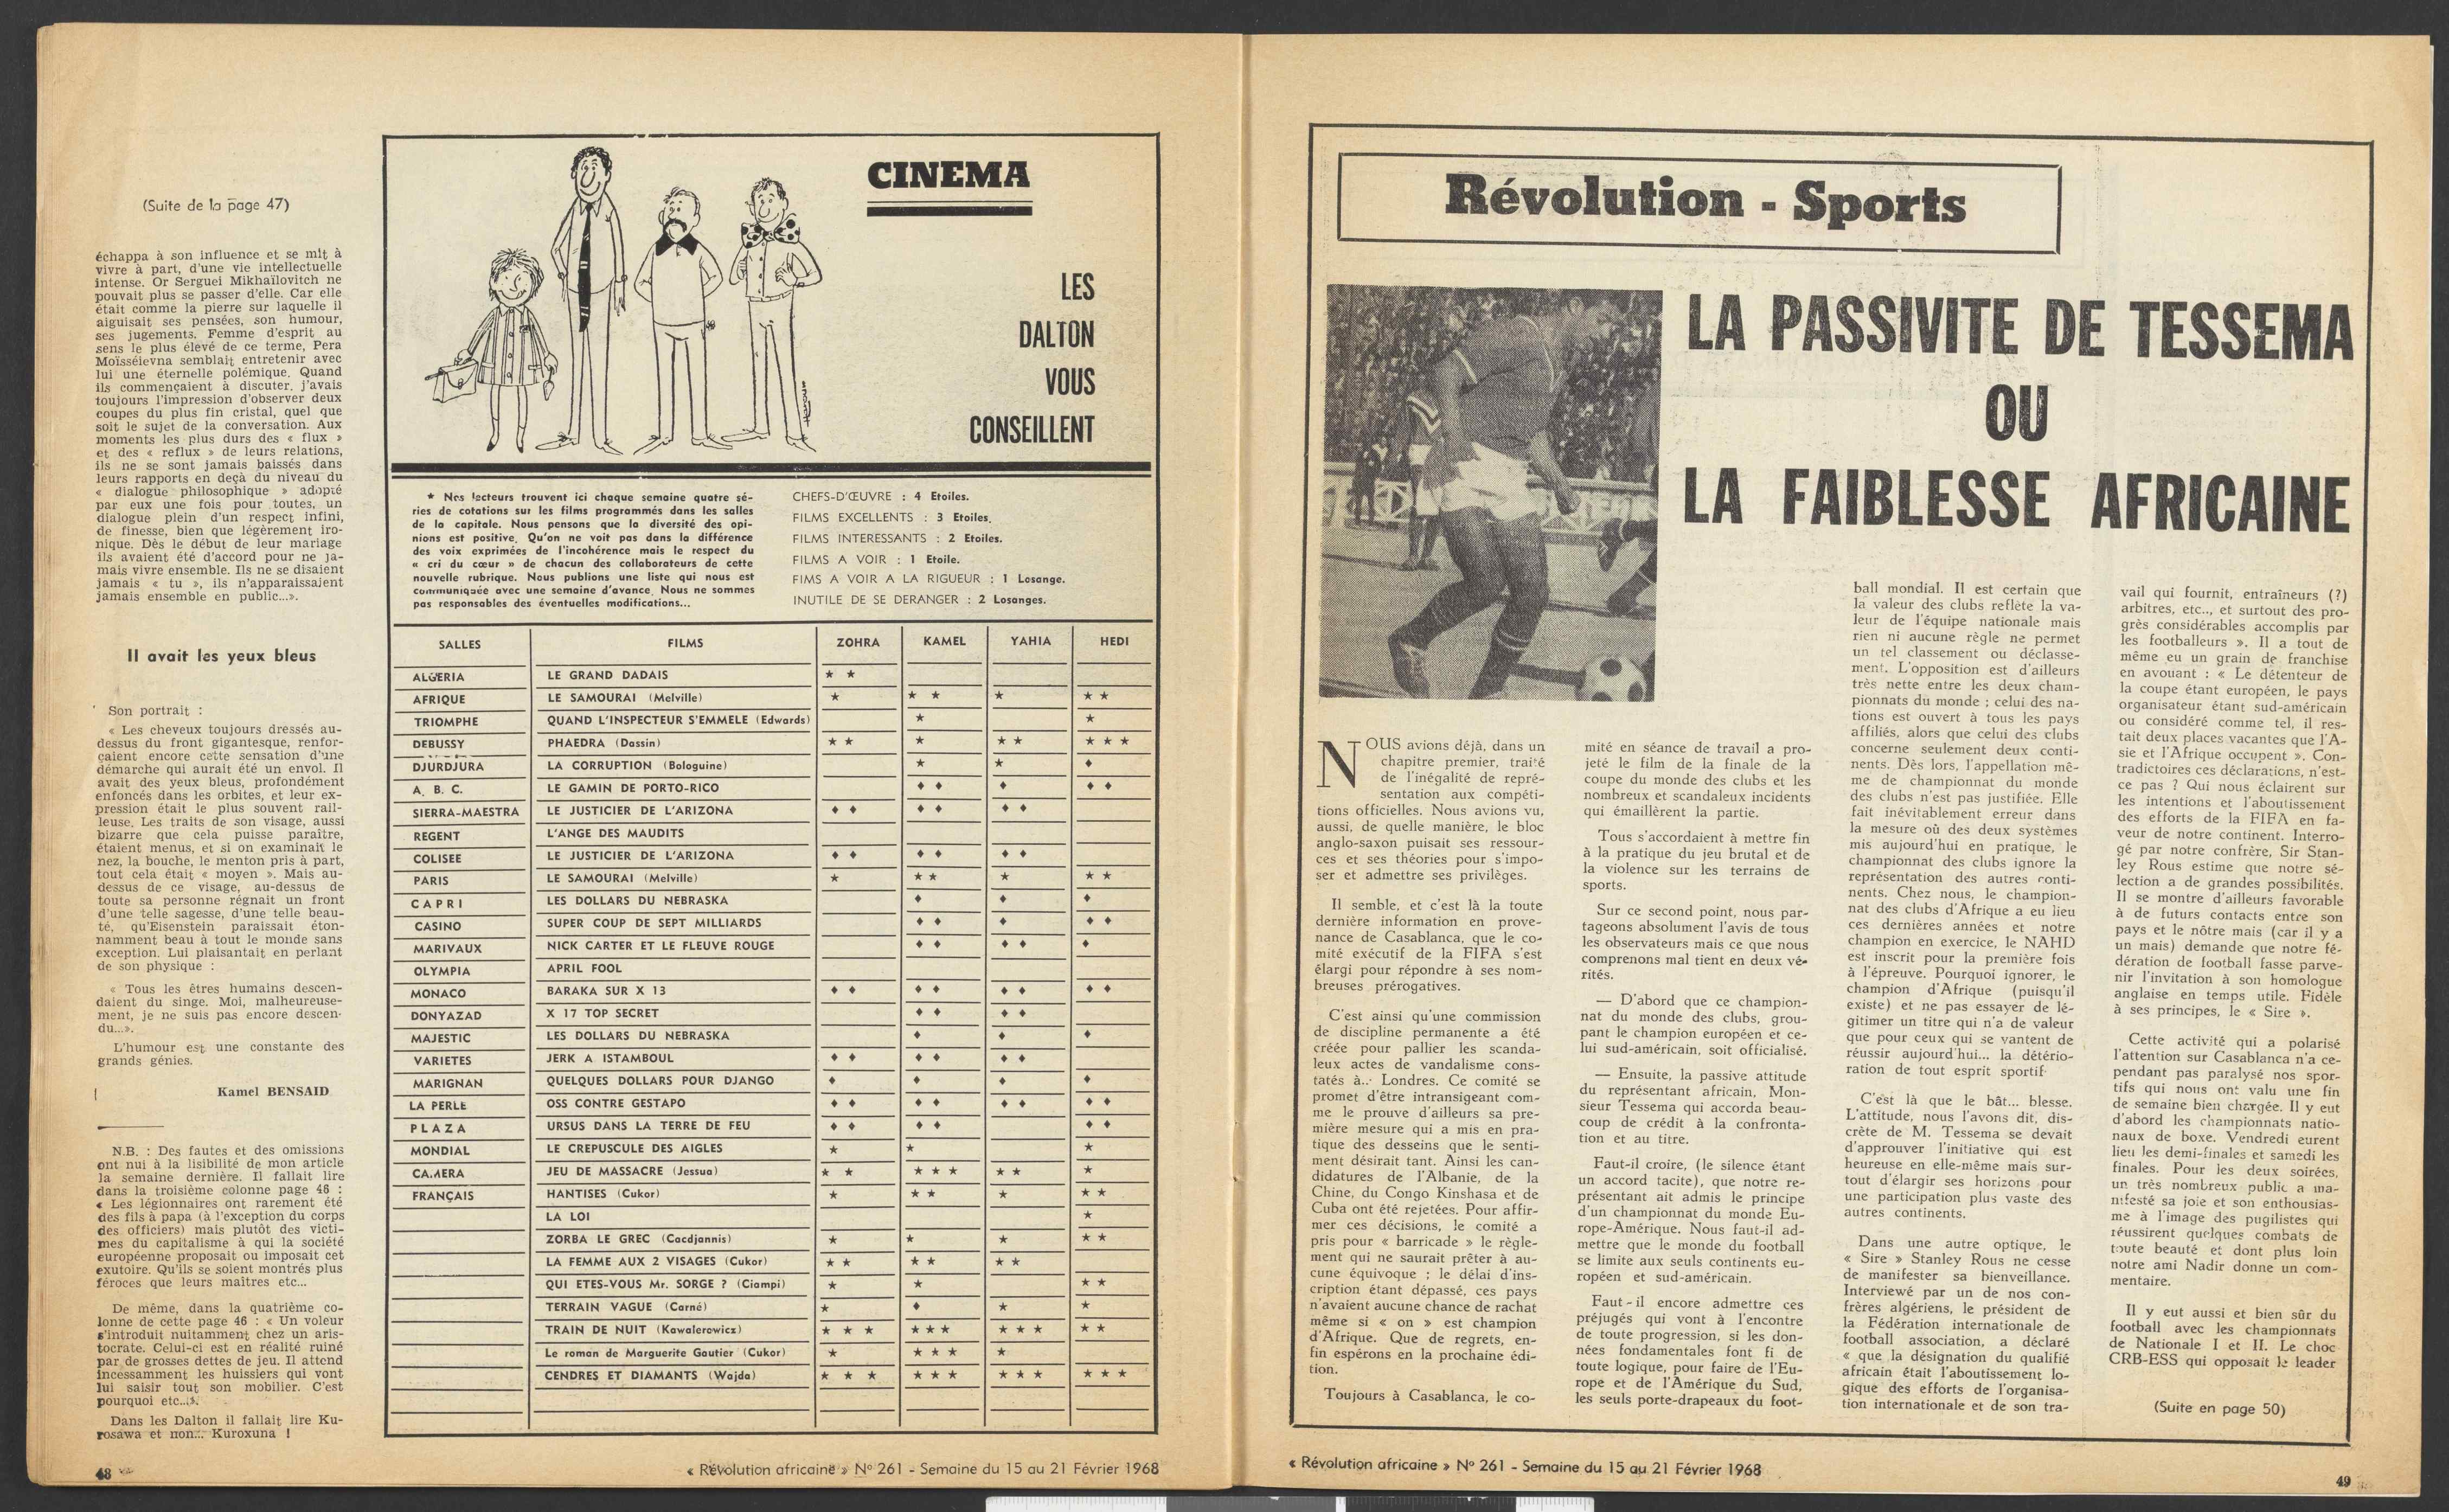 (Suite de la page 47)
échappa à son influence et se mit à
vivre à part, d'une vie intellectuelle
intense. Or Serguei Mikhaïlovitch ne
pouvait plus se passer d'elle. Car elle
était comme la pierre sur laquelle il
aiguisait ses pensées, son humour,
ses jugements. Femme d'esprit au
sens le plus élevé de ce terme, Pera
Moïsséievna semblait entretenir avec
lui une éternelle polémique. Quand
ils commençaient à discuter, j'avais
toujours l'impression d'observer deux
coupes du plus fin cristal, quel que
soit le sujet de la conversation. Aux
moments les plus durs des « flux »
et des « reflux » de leurs relations,
ils ne se sont jamais baissés dans
leurs rapports en deçà du niveau du
« dialogue philosophique » adopté
par eux une fois pour toutes, un
dialogue plein d'un respect infini,
de finesse, bien que légèrement iro-
nique. Dès le début de leur mariage
ils avaient été d'accord pour ne ja-
mais vivre ensemble. Ils ne se disaient
jamais « tu », ils n'apparaissaient
jamais ensemble en public...».
Il avait les yeux bleus
Son portrait :
« Les cheveux toujours dressés au-
dessus du front gigantesque, renfor-
çaient encore cette sensation d'une
démarche qui aurait été un envol. Il
avait des yeux bleus, profondément
enfoncés dans les orbites, et leur ex-
pression était le plus souvent rail-
leuse. Les traits de son visage, aussi
bizarre que cela puisse paraître,
étaient menus, et si on examinait le
nez, la bouche, le menton pris à part,
tout cela était « moyen ». Mais au-
dessus de ce visage, au-dessus de
toute sa personne régnait un front
d'une telle sagesse, d'une telle beau-
té, qu'Eisenstein paraissait éton-
namment beau à tout le monde sans
exception. Lui plaisantait en perlant
de son physique :
« Tous les êtres humains descen-
daient du singe. Moi, malheureuse-
ment, je ne suis pas encore descen-
du...».
L'humour est une constante des
grands génies.
Kamel BENSAID
N.B. : Des fautes et des omissions
ont nui à la lisibilité de mon article
la semaine dernière. Il fallait lire
dans la troisième colonne page 46 :
« Les légionnaires ont rarement été
des fils à papa (à l'exception du corps
des officiers) mais plutôt des victi-
mes du capitalisme à qui la société
européenne proposait ou imposait cet
exutoire. Qu'ils se soient montrés plus
féroces que leurs maîtres etc...
De même, dans la quatrième co-
lonne de cette page 46 : « Un voleur
s'introduit nuitamment chez un aris-
tocrate. Celui-ci est en réalité ruiné
par de grosses dettes de jeu. Il attend
incessamment les huissiers qui vont
lui saisir tout son mobilier. C'est
pourquoi etc...».
Dans les Dalton il fallait lire Ku-
rosawa et non... Kuroxuna !
48
CINEMA
LES
DALTON
VOUS
CONSEILLENT
★ Nos lecteurs trouvent ici chaque semaine quatre sé-
ries de cotations sur les films programmés dans les salles
de la capitale. Nous pensons que la diversité des opi-
nions est positive. Qu'on ne voit pas dans la différence
des voix exprimées de l'incohérence mais le respect du
« cri du cœur » de chacun des collaborateurs de cette
nouvelle rubrique. Nous publions une liste qui nous est
communiquée avec une semaine d'avance. Nous ne sommes
pas responsables des éventuelles modifications...
CHEFS-D'ŒUVRE : 4 Etoiles.
FILMS EXCELLENTS : 3 Etoiles.
FILMS INTERESSANTS : 2 Etoiles.
FILMS A VOIR : 1 Etoile.
FIMS A VOIR A LA RIGUEUR : 1 Losange.
INUTILE DE SE DERANGER : 2 Losanges.
SALLES FILMS ZOHRA KAMEL YAHIA HEDI
ALGERIA LE GRAND DADAIS ★ ★
AFRIQUE LE SAMOURAI (Melville) ★ ★ ★ ★ ★ ★
TRIOMPHE QUAND L'INSPECTEUR S'EMMELE (Edwards) ★ ★
DEBUSSY PHAEDRA (Dassin) ★ ★ ★ ★ ★ ★ ★ ★
DJURDJURA LA CORRUPTION (Bologuine) ★ ★ ♦
A. B. C. LE GAMIN DE PORTO-RICO ♦ ♦ ♦ ♦ ♦
SIERRA-MAESTRA LE JUSTICIER DE L'ARIZONA ♦ ♦ ♦ ♦ ♦ ♦
REGENT L'ANGE DES MAUDITS
COLISEE LE JUSTICIER DE L'ARIZONA ♦ ♦ ♦ ♦ ♦ ♦
PARIS LE SAMOURAI (Melville) ★ ★ ★ ★ ★ ★
CAPRI LES DOLLARS DU NEBRASKA ♦ ♦ ♦
CASINO SUPER COUP DE SEPT MILLIARDS ♦ ♦ ♦ ♦ ♦
MARIVAUX NICK CARTER ET LE FLEUVE ROUGE ♦ ♦ ♦ ♦ ♦
OLYMPIA APRIL FOOL
MONACO BARAKA SUR X 13 ♦ ♦ ♦ ♦ ♦ ♦ ♦ ♦
DONYAZAD X 17 TOP SECRET ♦ ♦ ♦ ♦
MAJESTIC LES DOLLARS DU NEBRASKA ♦ ♦ ♦
VARIETES JERK A ISTAMBOUL ♦ ♦ ♦ ♦ ♦ ♦
MARIGNAN QUELQUES DOLLARS POUR DJANGO ♦ ♦ ♦ ♦
LA PERLE OSS CONTRE GESTAPO ♦ ♦ ♦ ♦ ♦ ♦ ♦ ♦
PLAZA URSUS DANS LA TERRE DE FEU ♦ ♦ ♦ ♦ ♦ ♦
MONDIAL LE CREPUSCULE DES AIGLES ★ ★ ★
CAMERA JEU DE MASSACRE (Jessua) ★ ★ ★ ★ ★ ★ ★ ★
FRANÇAIS HANTISES (Cukor) ★ ★ ★ ★ ★ ★
LA LOI ★
ZORBA LE GREC (Cacdjannis) ★ ★ ★ ★ ★
LA FEMME AUX 2 VISAGES (Cukor) ★ ★ ★ ★ ★ ★
QUI ETES-VOUS Mr. SORGE ? (Ciampi) ★ ★ ★ ★
TERRAIN VAGUE (Carné) ★ ♦ ★ ★
TRAIN DE NUIT (Kawalerowicz) ★ ★ ★ ★ ★ ★ ★ ★ ★ ★ ★
Le roman de Marguerite Gautier (Cukor) ★ ★ ★ ★ ★
CENDRES ET DIAMANTS (Wajda) ★ ★ ★ ★ ★ ★ ★ ★ ★ ★ ★ ★
« Révolution africaine » N° 261 - Semaine du 15 au 21 Février 1968
Révolution - Sports
LA PASSIVITE DE TESSEMA
OU
LA FAIBLESSE AFRICAINE
NOUS avions déjà, dans un
chapitre premier, traité
de l'inégalité de repré-
sentation aux compéti-
tions officielles. Nous avions vu,
aussi, de quelle manière, le bloc
anglo-saxon puisait ses ressour-
ces et ses théories pour s'impo-
ser et admettre ses privilèges.
Il semble, et c'est là la toute
dernière information en prove-
nance de Casablanca, que le co-
mité exécutif de la FIFA s'est
élargi pour répondre à ses nom-
breuses prérogatives.
C'est ainsi qu'une commission
de discipline permanente a été
créée pour pallier les scanda-
leux actes de vandalisme cons-
tatés à... Londres. Ce comité se
promet d'être intransigeant com-
me le prouve d'ailleurs sa pre-
mière mesure qui a mis en pra-
tique des desseins que le senti-
ment désirait tant. Ainsi les can-
didatures de l'Albanie, de la
Chine, du Congo Kinshasa et de
Cuba ont été rejetées. Pour affir-
mer ces décisions, le comité a
pris pour « barricade » le règle-
ment qui ne saurait prêter à au-
cune équivoque ; le délai d'ins-
cription étant dépassé, ces pays
n'avaient aucune chance de rachat
même si « on » est champion
d'Afrique. Que de regrets, en-
fin espérons en la prochaine édi-
tion.
Toujours à Casablanca, le co-
mité en séance de travail a pro-
jeté le film de la finale de la
coupe du monde des clubs et les
nombreux et scandaleux incidents
qui émaillèrent la partie.
Tous s'accordaient à mettre fin
à la pratique du jeu brutal et de
la violence sur les terrains de
sports.
Sur ce second point, nous par-
tageons absolument l'avis de tous
les observateurs mais ce que nous
comprenons mal tient en deux vé-
rités.
— D'abord que ce champion-
nat du monde des clubs, grou-
pant le champion européen et ce-
lui sud-américain, soit officialisé.
— Ensuite, la passive attitude
du représentant africain, Mon-
sieur Tessema qui accorda beau-
coup de crédit à la confronta-
tion et au titre.
Faut-il croire, (le silence étant
un accord tacite), que notre re-
présentant ait admis le principe
d'un championnat du monde Eu-
rope-Amérique. Nous faut-il ad-
mettre que le monde du football
se limite aux seuls continents eu-
ropéen et sud-américain.
Faut-il encore admettre ces
préjugés qui vont à l'encontre
de toute progression, si les don-
nées fondamentales font fi de
toute logique, pour faire de l'Eu-
rope et de l'Amérique du Sud,
les seuls porte-drapeaux du foot-
ball mondial. Il est certain que
la valeur des clubs reflète la va-
leur de l'équipe nationale mais
rien ni aucune règle ne permet
un tel classement ou déclasse-
ment. L'opposition est d'ailleurs
très nette entre les deux cham-
pionnats du monde ; celui des na-
tions est ouvert à tous les pays
affiliés, alors que celui des clubs
concerne seulement deux conti-
nents. Dès lors, l'appellation mê-
me de championnat du monde
des clubs n'est pas justifiée. Elle
fait inévitablement erreur dans
la mesure où des deux systèmes
mis aujourd'hui en pratique, le
championnat des clubs ignore la
représentation des autres conti-
nents. Chez nous, le champion-
nat des clubs d'Afrique a eu lieu
ces dernières années et notre
champion en exercice, le NAHD
est inscrit pour la première fois
à l'épreuve. Pourquoi ignorer, le
champion d'Afrique (puisqu'il
existe) et ne pas essayer de lé-
gitimer un titre qui n'a de valeur
que pour ceux qui se vantent de
réussir aujourd'hui... la détério-
ration de tout esprit sportif.
C'est là que le bât... blesse.
L'attitude, nous l'avons dit, dis-
crête de M. Tessema se devait
d'approuver l'initiative qui est
heureuse en elle-même mais sur-
tout d'élargir ses horizons pour
une participation plus vaste des
autres continents.
Dans une autre optique, le
« Sire » Stanley Rous ne cesse
de manifester sa bienveillance.
Interviewé par un de nos con-
frères algériens, le président de
la Fédération internationale de
football association, a déclaré
« que la désignation du qualifié
africain était l'aboutissement lo-
gique des efforts de l'organisa-
tion internationale et de son tra-
vail qui fournit, entraîneurs (?)
arbitres, etc.., et surtout des pro-
grès considérables accomplis par
les footballeurs ». Il a tout de
même eu un grain de franchise
en avouant : « Le détenteur de
la coupe étant européen, le pays
organisateur étant sud-américain
ou considéré comme tel, il res-
tait deux places vacantes que l'A-
sie et l'Afrique occupent ». Con-
tradictoires ces déclarations, n'est-
ce pas ? Qui nous éclairent sur
les intentions et l'aboutissement
des efforts de la FIFA en fa-
veur de notre continent. Interro-
gé par notre confrère, Sir Stan-
ley Rous estime que notre sé-
lection a de grandes possibilités.
Il se montre d'ailleurs favorable
à de futurs contacts entre son
pays et le nôtre mais (car il y a
un mais) demande que notre fé-
dération de football fasse parve-
nir l'invitation à son homologue
anglaise en temps utile. Fidèle
à ses principes, le « Sire ».
Cette activité qui a polarisé
l'attention sur Casablanca n'a ce-
pendant pas paralysé nos spor-
tifs qui nous ont valu une fin
de semaine bien chargée. Il y eut
d'abord les championnats natio-
naux de boxe. Vendredi eurent
lieu les demi-finales et samedi les
finales. Pour les deux soirées,
un très nombreux public a ma-
nifesté sa joie et son enthousias-
me à l'image des pugilistes qui
réussirent quelques combats de
toute beauté et dont plus loin
notre ami Nadir donne un com-
mentaire.
Il y eut aussi et bien sûr du
football avec les championnats
de Nationale I et II. Le choc
CRB-ESS qui opposait le leader
(Suite en page 50)
« Révolution africaine » N° 261 - Semaine du 15 au 21 Février 1968
49